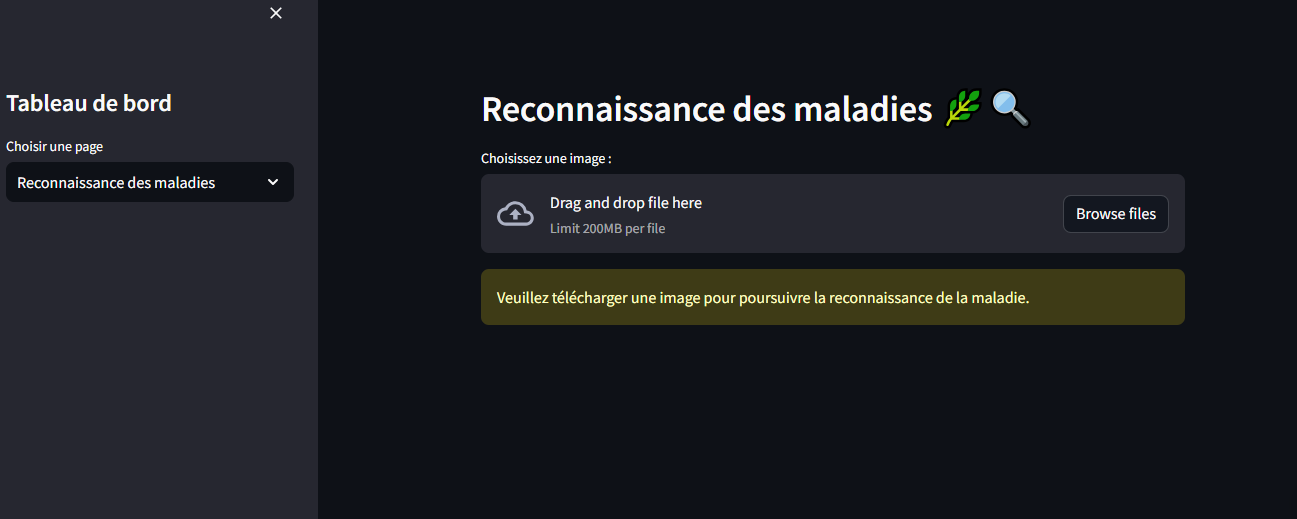 Tableau de bord
Choisir une page
Reconnaissance des maladies
Reconnaissance des maladies 🌿 🔍
Choisissez une image :
Drag and drop file here
Limit 200MB per file
Browse files
Veuillez télécharger une image pour poursuivre la reconnaissance de la maladie.